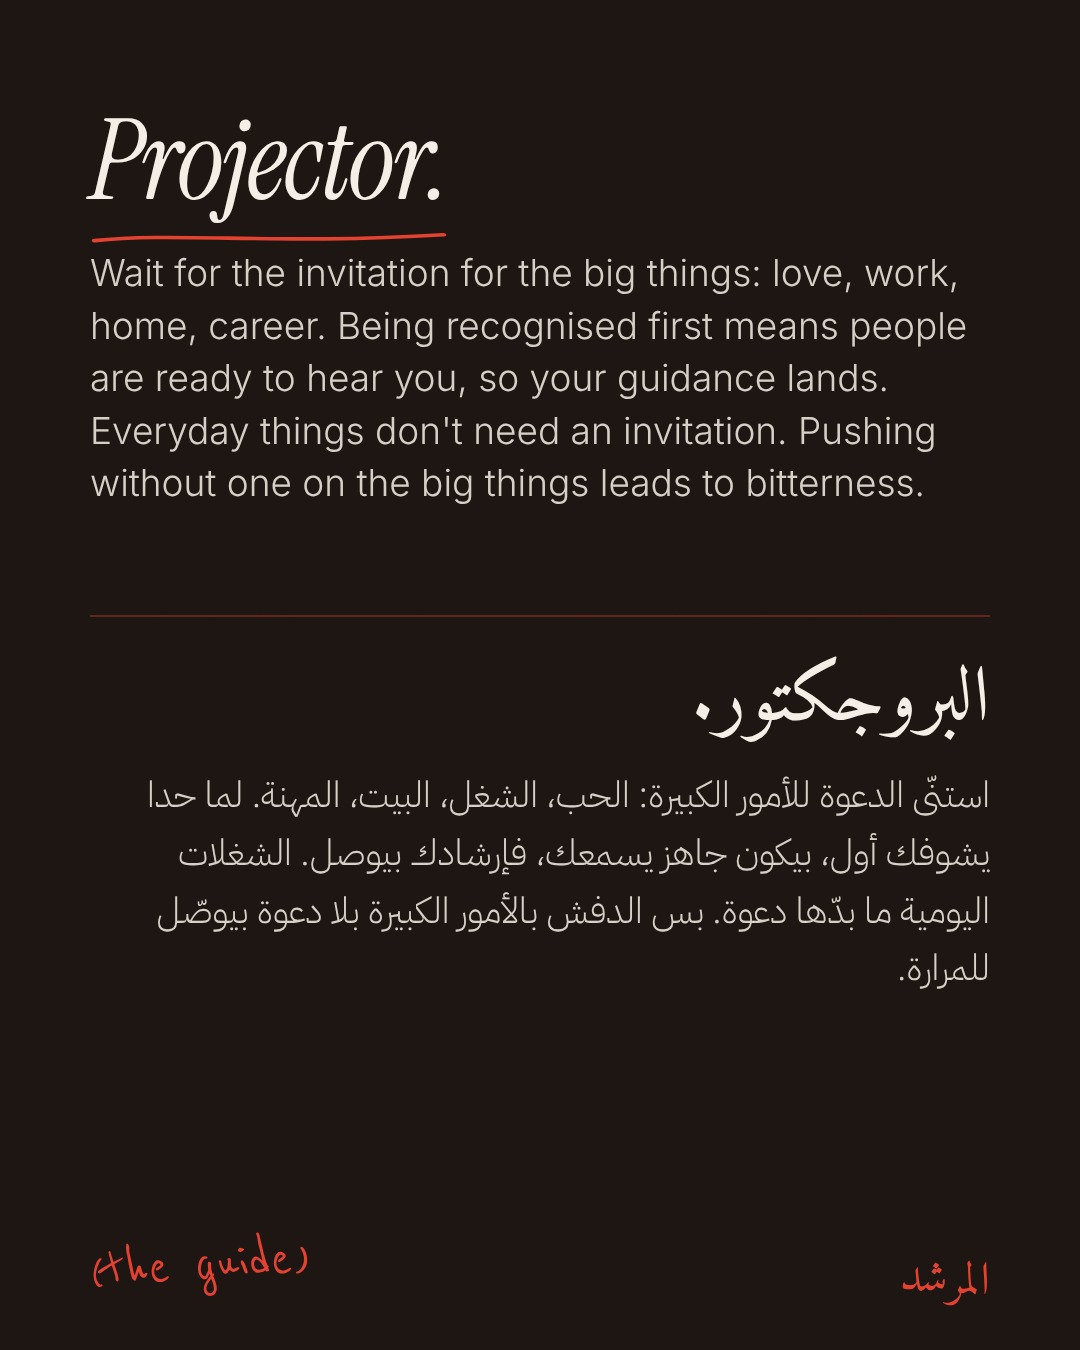 Projector.
Wait for the invitation for the big things: love, work,
home, career. Being recognised first means people
are ready to hear you, so your guidance lands.
Everyday things don't need an invitation. Pushing
without one on the big things leads to bitterness.
البروجكتور.
استنّى الدعوة للأمور الكبيرة: الحب، الشغل، البيت، المهنة. لما حدا
يشوفك أول، بيكون جاهز يسمعك، فإرشادك بيوصل. الشغلات
اليومية ما بدّها دعوة. بس الدفش بالأمور الكبيرة بلا دعوة بيوصّل
للمرارة.
(the guide)
المرشد